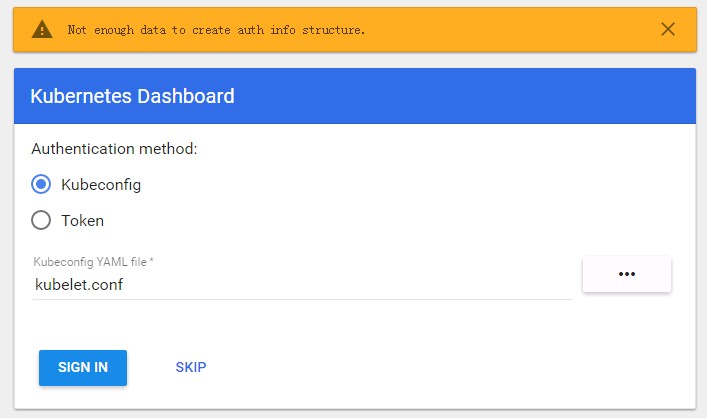 Not enough data to create auth info structure.
Kubernetes Dashboard
Authentication method:
Kubeconfig
Token
Kubeconfig YAML file *
kubelet.conf
•••
SIGN IN
SKIP